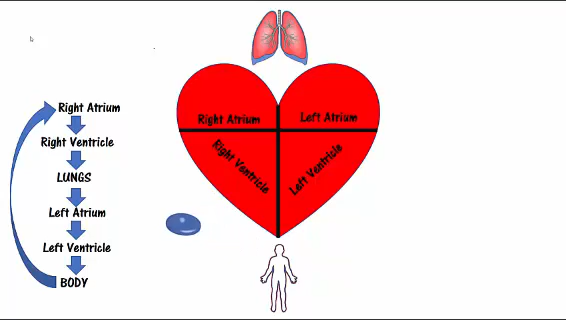 Right Atrium
Right Ventricle
LUNGS
Left Atrium
Left Ventricle
BODY
Right Atrium
Left Atrium
Right Ventricle
Left Ventricle